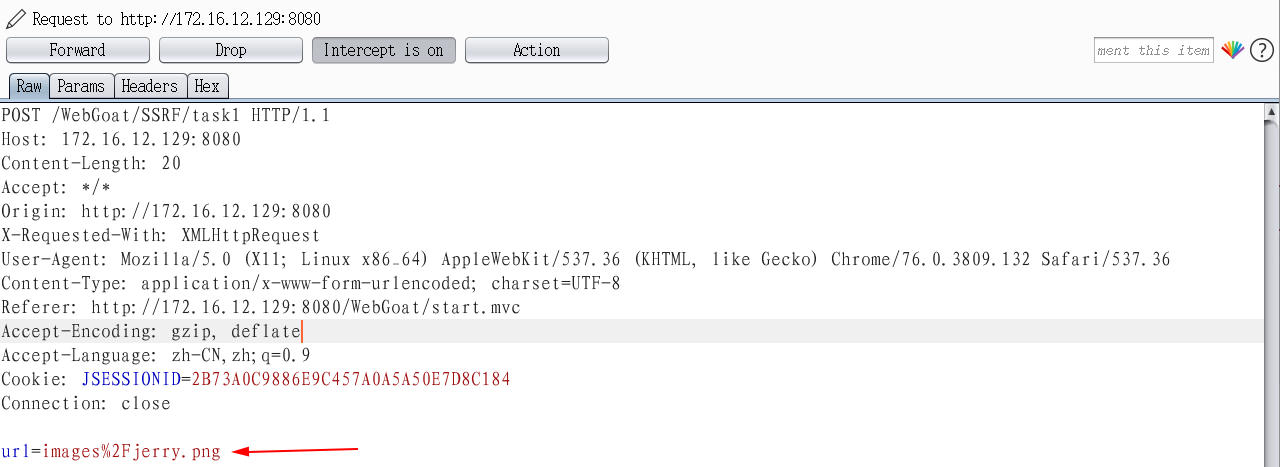 Request to http://172.16.12.129:8080
Forward Drop Intercept is on Action ment this item ?
Raw Params Headers Hex
POST /WebGoat/SSRF/task1 HTTP/1.1
Host: 172.16.12.129:8080
Content-Length: 20
Accept: */*
Origin: http://172.16.12.129:8080
X-Requested-With: XMLHttpRequest
User-Agent: Mozilla/5.0 (X11; Linux x86_64) AppleWebKit/537.36 (KHTML, like Gecko) Chrome/76.0.3809.132 Safari/537.36
Content-Type: application/x-www-form-urlencoded; charset=UTF-8
Referer: http://172.16.12.129:8080/WebGoat/start.mvc
Accept-Encoding: gzip, deflate
Accept-Language: zh-CN,zh;q=0.9
Cookie: JSESSIONID=2B73A0C9886E9C457A0A5A50E7D8C184
Connection: close
url=images%2Fjerry.png